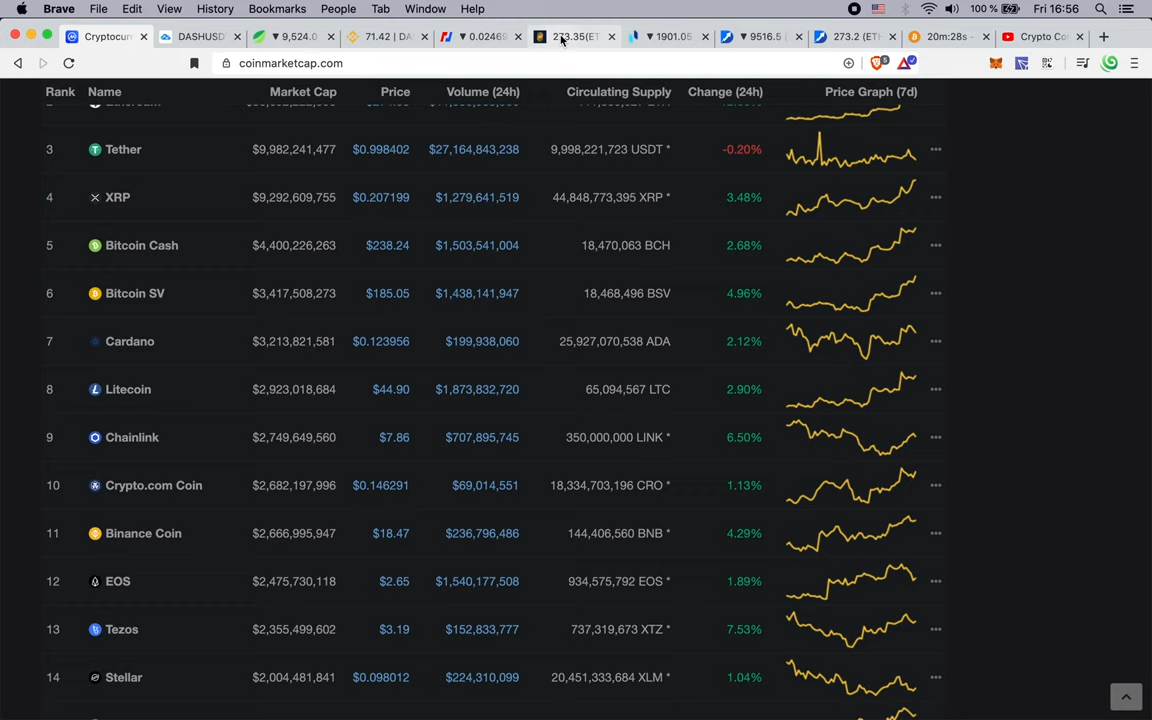 Brave File Edit View History Bookmarks People Tab Window Help 100 % Fri 16:56
Cryptocurr DASHUSD ▼ 9,524.0 71.42 | DA ▼ 0.02469 273.35(ET ▼ 1901.05 ▼ 9516.5 ( 273.2 (ETH 20m:28s - Crypto Cor
coinmarketcap.com 5
Rank Name Market Cap Price Volume (24h) Circulating Supply Change (24h) Price Graph (7d)
3 Tether $9,982,241,477 $0.998402 $27,164,843,238 9,998,221,723 USDT * -0.20%
4 XRP $9,292,609,755 $0.207199 $1,279,641,519 44,848,773,395 XRP * 3.48%
5 Bitcoin Cash $4,400,226,263 $238.24 $1,503,541,004 18,470,063 BCH 2.68%
6 Bitcoin SV $3,417,508,273 $185.05 $1,438,141,947 18,468,496 BSV 4.96%
7 Cardano $3,213,821,581 $0.123956 $199,938,060 25,927,070,538 ADA 2.12%
8 Litecoin $2,923,018,684 $44.90 $1,873,832,720 65,094,567 LTC 2.90%
9 Chainlink $2,749,649,560 $7.86 $707,895,745 350,000,000 LINK * 6.50%
10 Crypto.com Coin $2,682,197,996 $0.146291 $69,014,551 18,334,703,196 CRO * 1.13%
11 Binance Coin $2,666,995,947 $18.47 $236,796,486 144,406,560 BNB * 4.29%
12 EOS $2,475,730,118 $2.65 $1,540,177,508 934,575,792 EOS * 1.89%
13 Tezos $2,355,499,602 $3.19 $152,833,777 737,319,673 XTZ * 7.53%
14 Stellar $2,004,481,841 $0.098012 $224,310,099 20,451,333,684 XLM * 1.04%